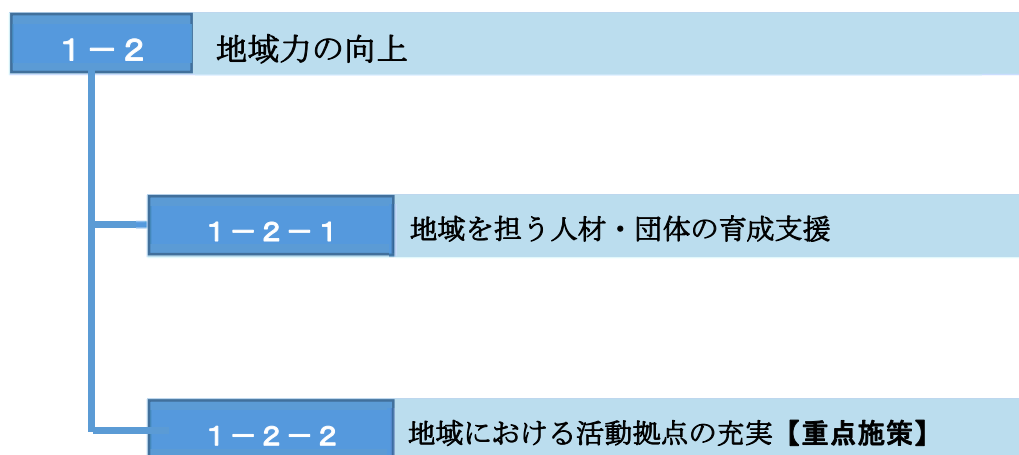 １－２ 地域力の向上
１－２－１ 地域を担う人材・団体の育成支援
１－２－２ 地域における活動拠点の充実【重点施策】